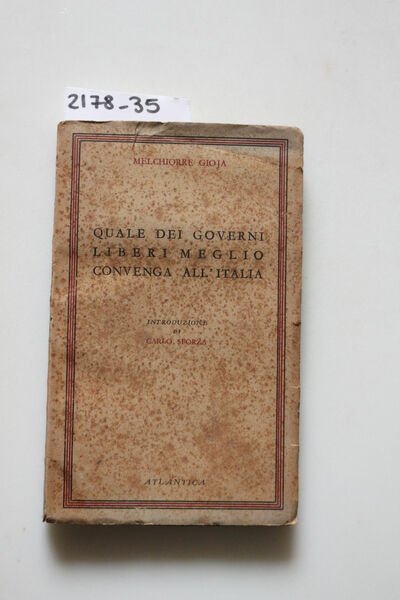 2178-35
MELCHIORRE GIOJA
QUALE DEI GOVERNI
LIBERI MEGLIO
CONVENGA ALL'ITALIA
INTRODUZIONE
DI
CARLO SFORZA
ATLANTICA